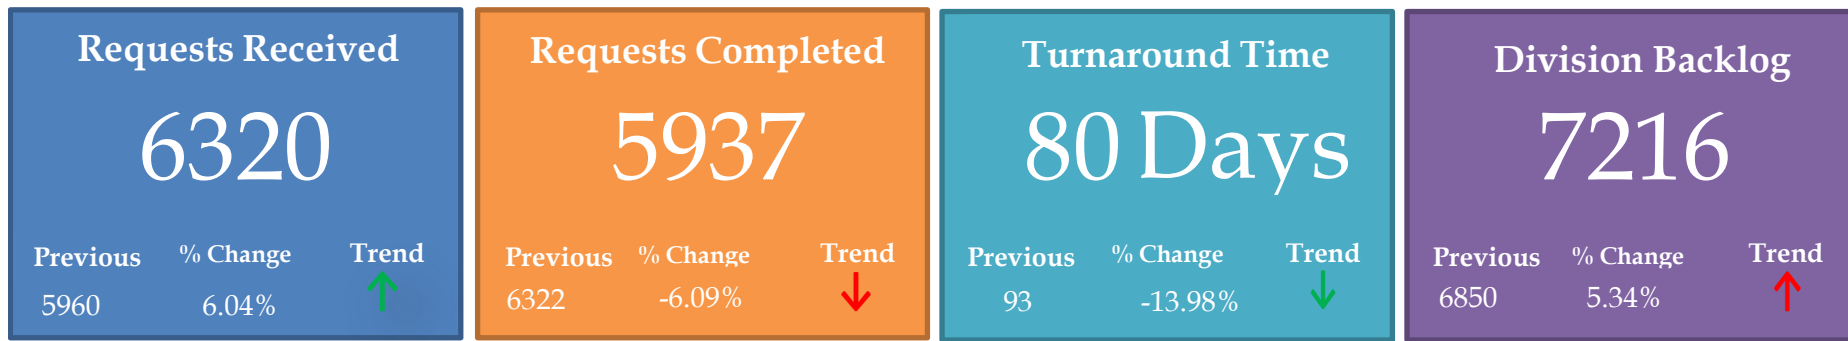 Requests Received
6320
Previous % Change Trend
5960 6.04%
Requests Completed
5937
Previous % Change Trend
6322 -6.09%
Turnaround Time
80 Days
Previous % Change Trend
93 -13.98%
Division Backlog
7216
Previous % Change Trend
6850 5.34%